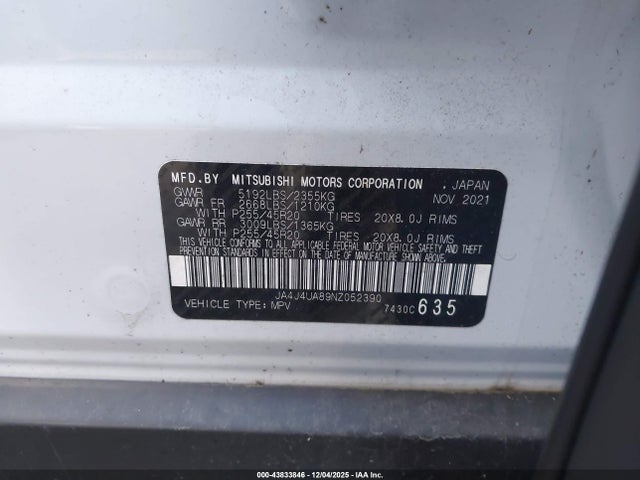 MFD.BY MITSUBISHI MOTORS CORPORATION . JAPAN
GVWR 5192LBS/2355KG NOV 2021
GAWR FR 2668LBS/1210KG
WITH P255/45R20 TIRES 20X8.0J RIMS
GAWR RR 3009LBS/1365KG
WITH P255/45R20 TIRES 20X8.0J RIMS
THIS VEHICLE CONFORMS TO ALL APPLICABLE FEDERAL MOTOR VEHICLE SAFETY AND THEFT
PREVENTION STANDARDS IN EFFECT ON THE DATE OF MANUFACTURE SHOWN ABOVE.
JA4J4UA89NZ052390
VEHICLE TYPE: MPV 7430C 635
00-43833846 - 12/04/2025 - IAA Inc.